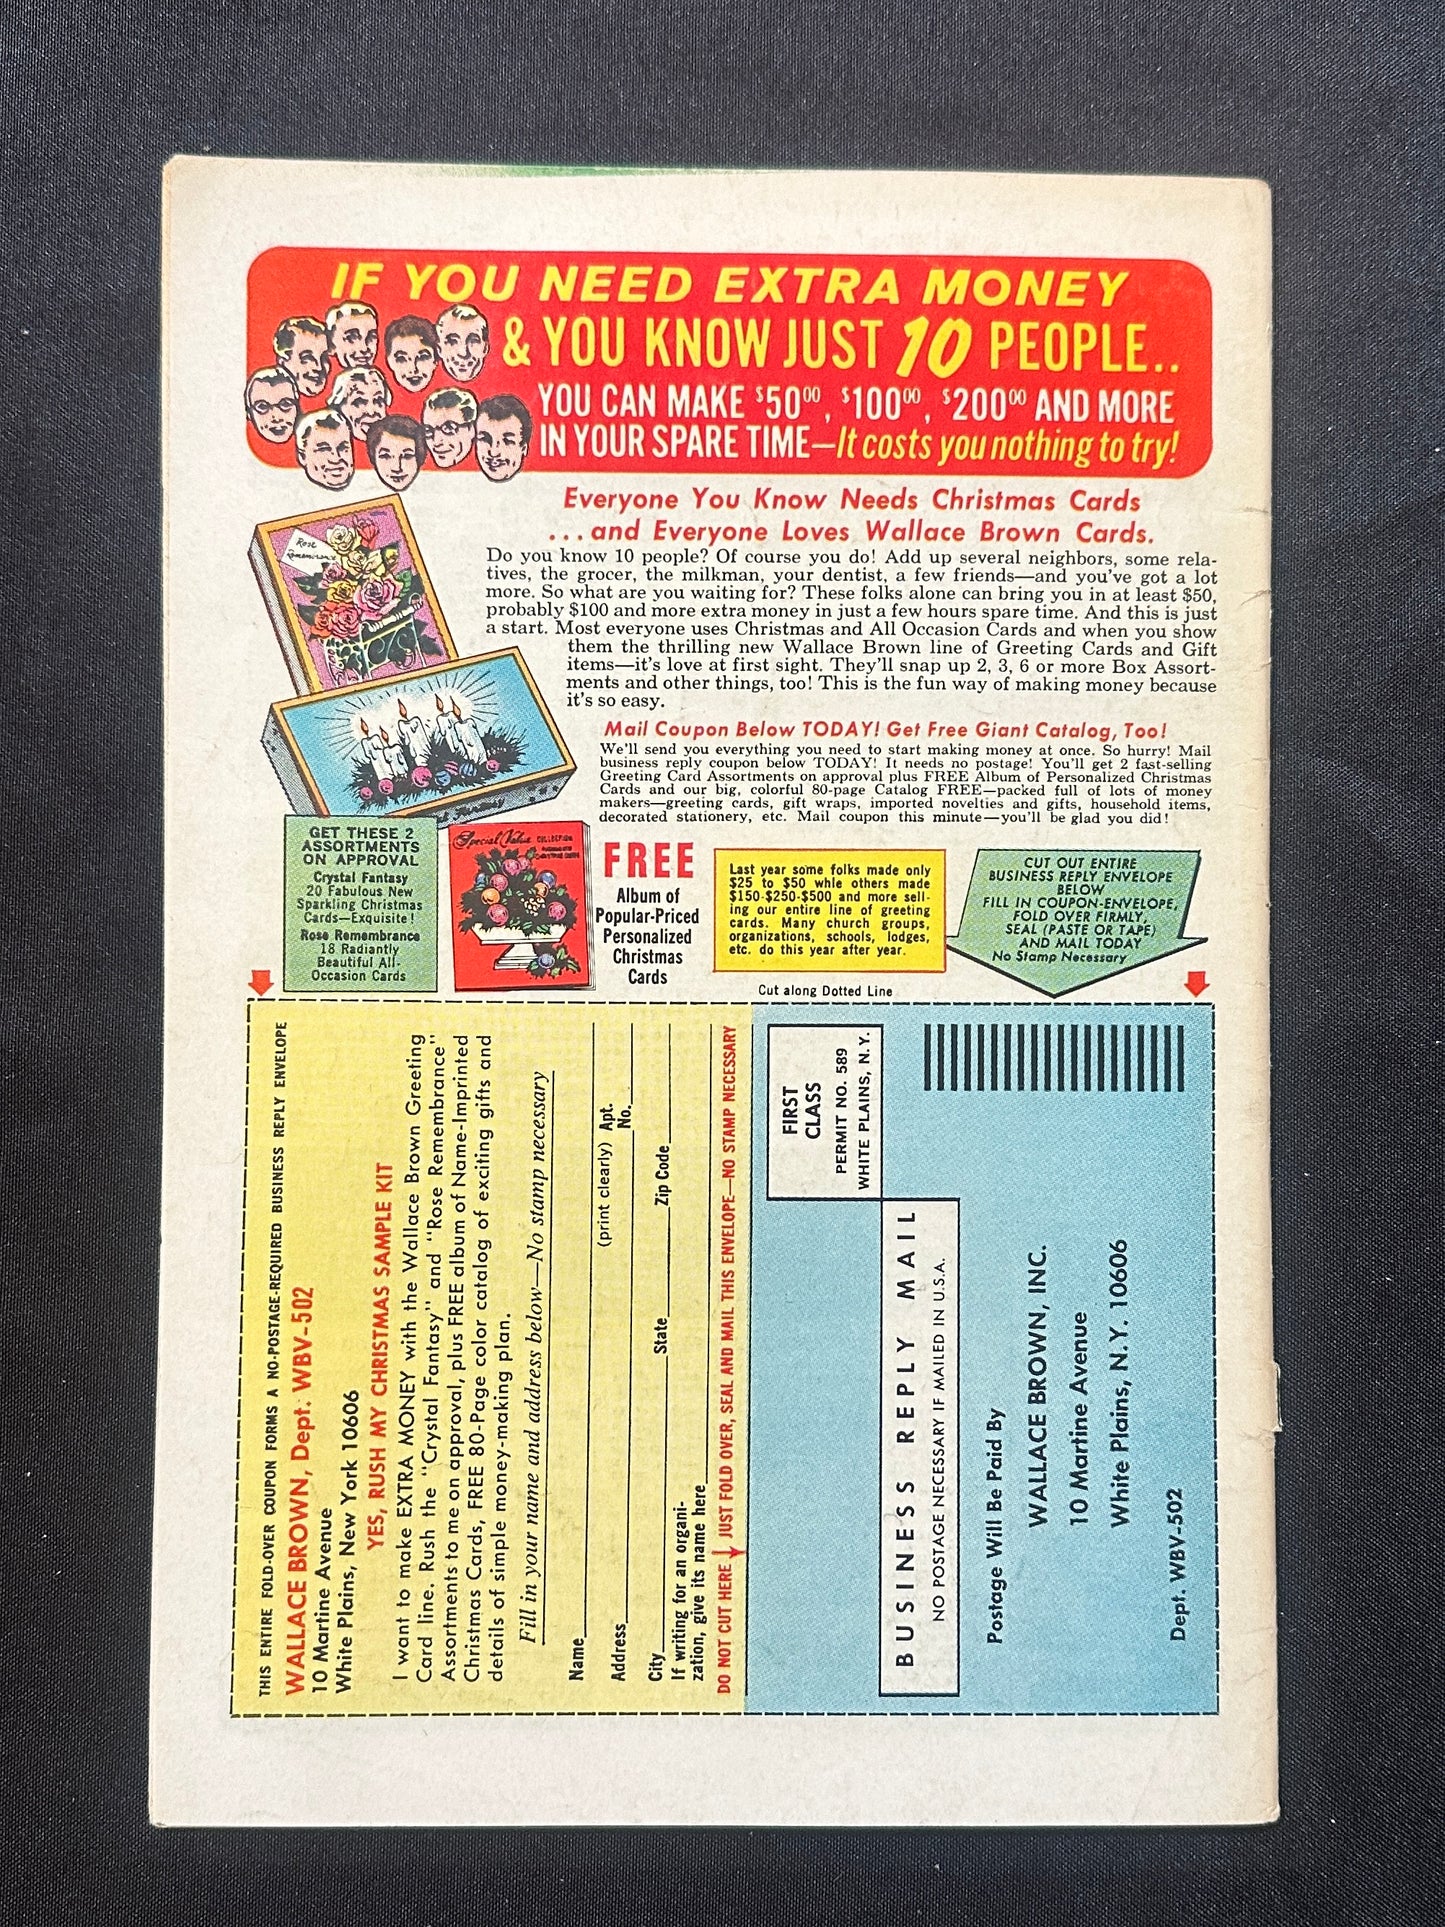 IF YOU NEED EXTRA MONEY
& YOU KNOW JUST 10 PEOPLE..
YOU CAN MAKE $50⁰⁰, $100⁰⁰, $200⁰⁰ AND MORE
IN YOUR SPARE TIME—It costs you nothing to try!
Everyone You Know Needs Christmas Cards
...and Everyone Loves Wallace Brown Cards.
Rose
Remembrance
Do you know 10 people? Of course you do! Add up several neighbors, some rela-
tives, the grocer, the milkman, your dentist, a few friends—and you've got a lot
more. So what are you waiting for? These folks alone can bring you in at least $50,
probably $100 and more extra money in just a few hours spare time. And this is just
a start. Most everyone uses Christmas and All Occasion Cards and when you show
them the thrilling new Wallace Brown line of Greeting Cards and Gift
items—it's love at first sight. They'll snap up 2, 3, 6 or more Box Assort-
ments and other things, too! This is the fun way of making money because
it's so easy.
Mail Coupon Below TODAY! Get Free Giant Catalog, Too!
We'll send you everything you need to start making money at once. So hurry! Mail
business reply coupon below TODAY! It needs no postage! You'll get 2 fast-selling
Greeting Card Assortments on approval plus FREE Album of Personalized Christmas
Cards and our big, colorful 80-page Catalog FREE—packed full of lots of money
makers—greeting cards, gift wraps, imported novelties and gifts, household items,
decorated stationery, etc. Mail coupon this minute—you'll be glad you did!
GET THESE 2
ASSORTMENTS
ON APPROVAL
Crystal Fantasy
20 Fabulous New
Sparkling Christmas
Cards—Exquisite!
Rose Remembrance
18 Radiantly
Beautiful All-
Occasion Cards
Special Value COLLECTION
FREE
Album of
Popular-Priced
Personalized
Christmas
Cards
Last year some folks made only
$25 to $50 whle others made
$150-$250-$500 and more sell-
ing our entire line of greeting
cards. Many church groups,
organizations, schools, lodges,
etc. do this year after year.
CUT OUT ENTIRE
BUSINESS REPLY ENVELOPE
BELOW
FILL IN COUPON-ENVELOPE,
FOLD OVER FIRMLY,
SEAL (PASTE OR TAPE)
AND MAIL TODAY
No Stamp Necessary
Cut along Dotted Line
THIS ENTIRE FOLD-OVER COUPON FORMS A NO-POSTAGE-REQUIRED BUSINESS REPLY ENVELOPE
WALLACE BROWN, Dept. WBV-502
10 Martine Avenue
White Plains, New York 10606
YES, RUSH MY CHRISTMAS SAMPLE KIT
I want to make EXTRA MONEY with the Wallace Brown Greeting
Card line. Rush the "Crystal Fantasy" and "Rose Remembrance"
Assortments to me on approval, plus FREE album of Name-Imprinted
Christmas Cards, FREE 80-Page color catalog of exciting gifts and
details of simple money-making plan.
Fill in your name and address below—No stamp necessary
Name
(print clearly)
Address Apt. No.
City State Zip Code
If writing for an organi-
zation, give its name here
DO NOT CUT HERE JUST FOLD OVER, SEAL AND MAIL THIS ENVELOPE—NO STAMP NECESSARY
FIRST
CLASS
PERMIT NO. 589
WHITE PLAINS, N.Y.
BUSINESS REPLY MAIL
NO POSTAGE NECESSARY IF MAILED IN U.S.A.
Postage Will Be Paid By
WALLACE BROWN, INC.
10 Martine Avenue
White Plains, N.Y. 10606
Dept. WBV-502